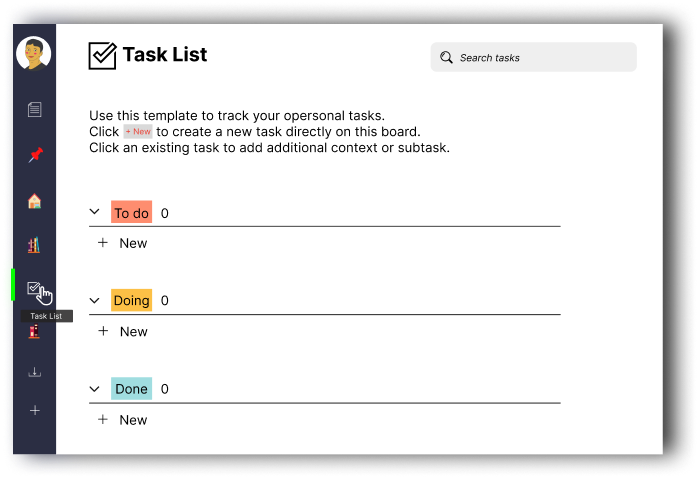 Task List
Search tasks
Use this template to track your opersonal tasks.
Click + New to create a new task directly on this board.
Click an existing task to add additional context or subtask.
To do 0
+ New
Doing 0
+ New
Task List
Done 0
+ New